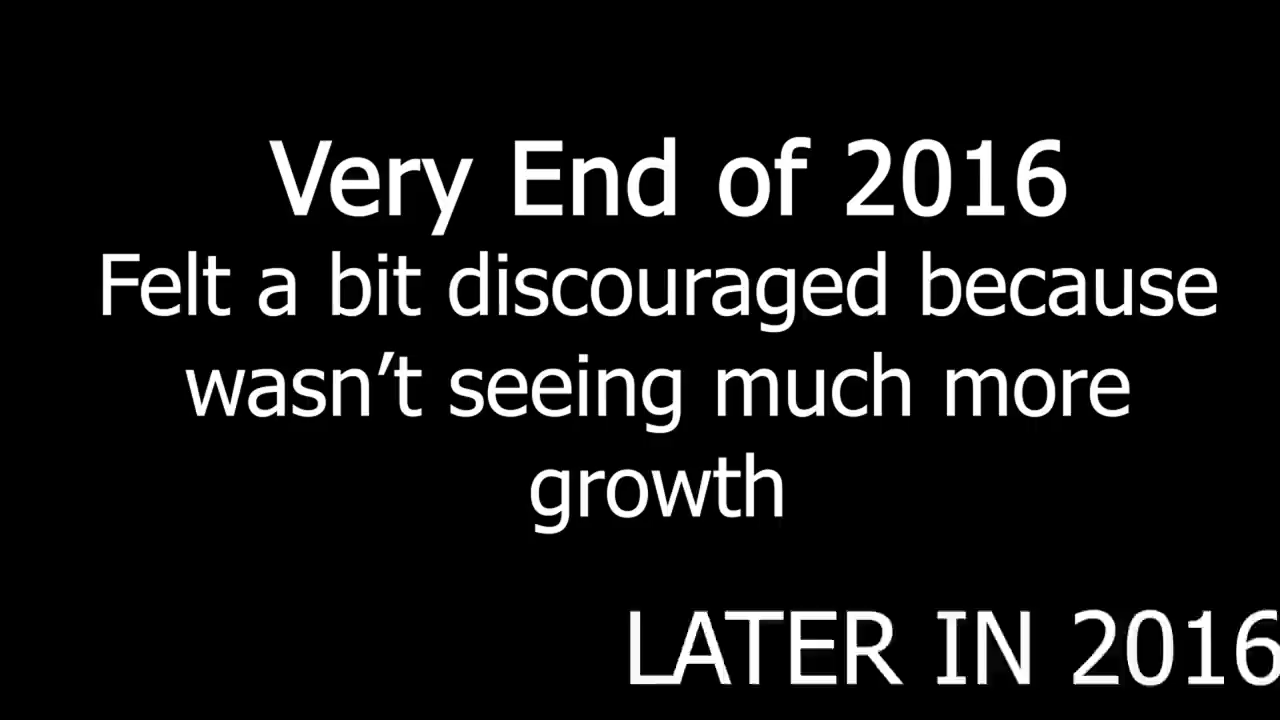 Very End of 2016
Felt a bit discouraged because
wasn’t seeing much more
growth
LATER IN 2016